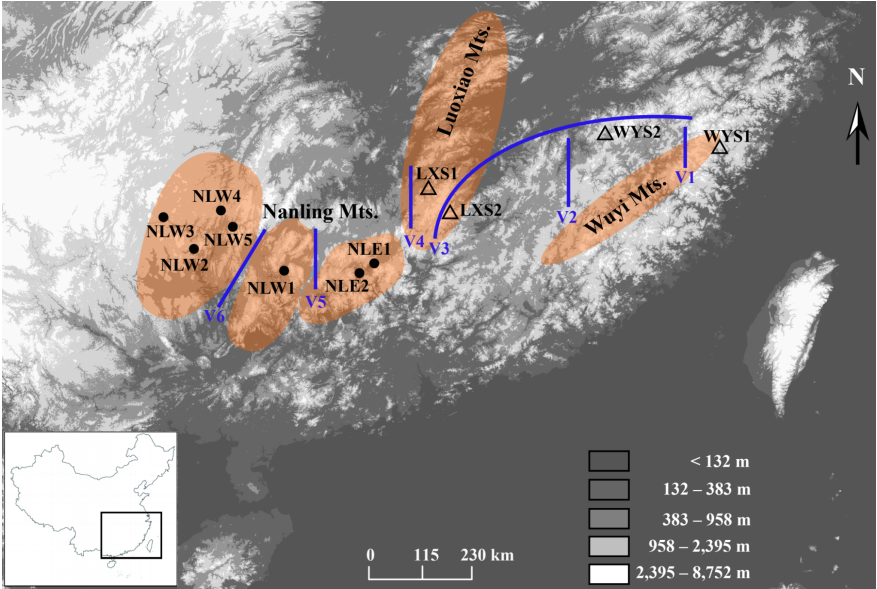 Luoxiao Mts.
N
WYS2
WYS1
LXS1
V1
NLW4
Nanling Mts.
Wuyi Mts.
LXS2
V2
NLW3
NLW5
V4
V3
NLW2
NLE1
NLW1
NLE2
V5
V6
< 132 m
132 – 383 m
383 – 958 m
958 – 2,395 m
2,395 – 8,752 m
0 115 230 km